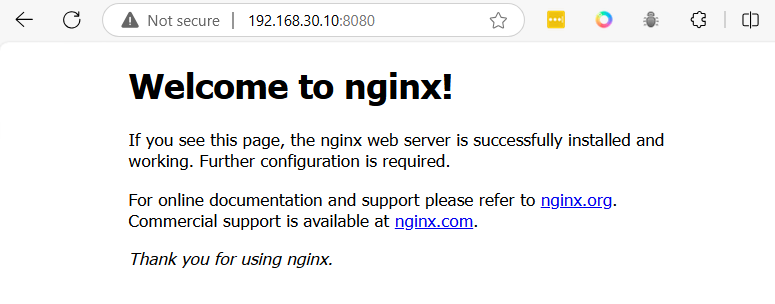 Not secure | 192.168.30.10:8080
Welcome to nginx!
If you see this page, the nginx web server is successfully installed and
working. Further configuration is required.
For online documentation and support please refer to nginx.org.
Commercial support is available at nginx.com.
Thank you for using nginx.